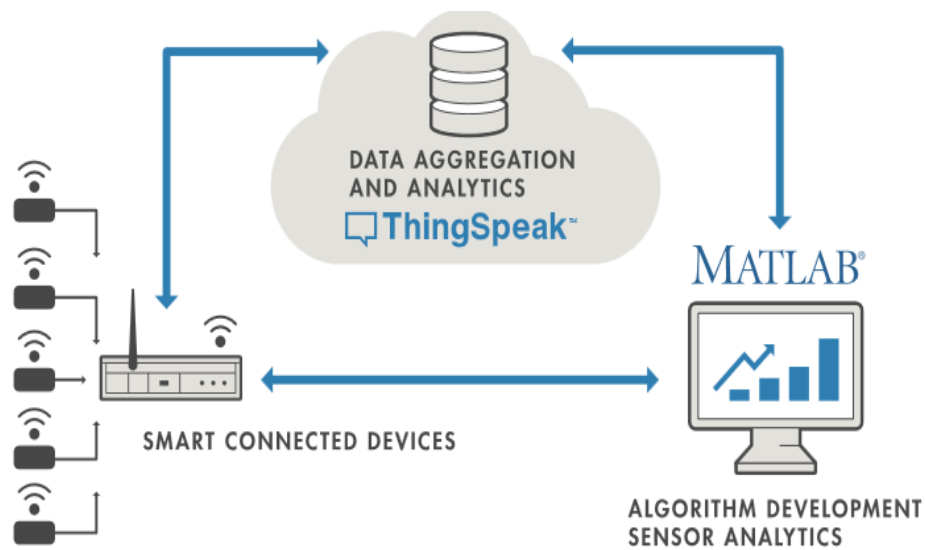 DATA AGGREGATION
AND ANALYTICS
ThingSpeak™
MATLAB®
SMART CONNECTED DEVICES
ALGORITHM DEVELOPMENT
SENSOR ANALYTICS